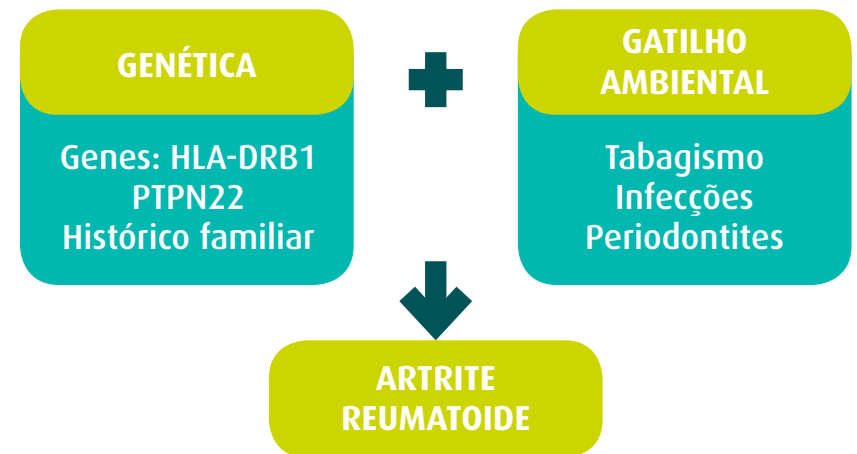 GENÉTICA
Genes: HLA-DRB1
PTPN22
Histórico familiar
GATILHO
AMBIENTAL
Tabagismo
Infecções
Periodontites
ARTRITE
REUMATOIDE